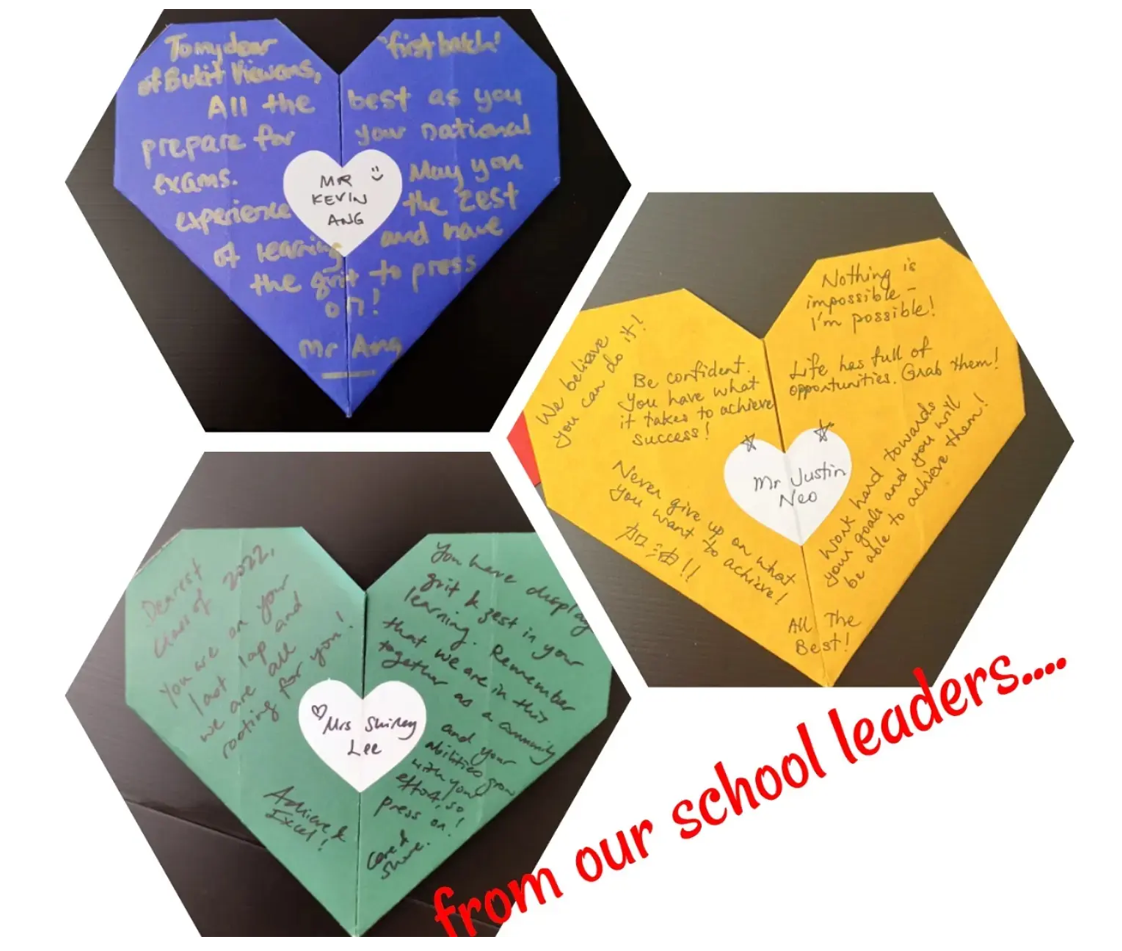 To my dear first batch!
of Bukit Viewans,
All the best as you
prepare for your national
exams. May you
experience the zest
of learning and have
the grit to press
on!
Mr Ang
MR
KEVIN
ANG
We believe
you can do it!
Be confident.
You have what
it takes to achieve
success!
Never give up on what
you want to achieve!
加油!!
Nothing is
impossible -
I'm possible!
Life has full of
opportunities. Grab them!
Work hard towards
your goals and you will
be able to achieve them!
All The
Best!
Mr Justin
Neo
Dearest
class of 2022,
You are on your
last lap and
we are all
rooting for you!
Achieve &
Excel!
You have display
grit & zest in your
learning. Remember
that we are in this
together as a community
and your
abilities grow
with your
effort, so
press on!
Care &
Share.
Mrs Shirley
Lee
from our school leaders....